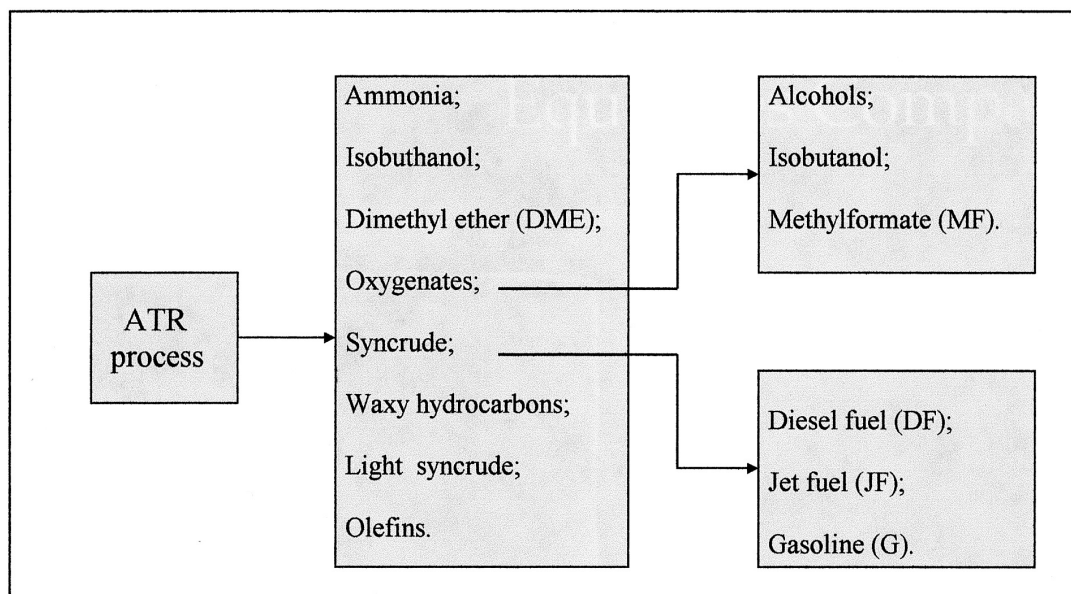 ATR
process
Ammonia;
Isobuthanol;
Dimethyl ether (DME);
Oxygenates;
Syncrude;
Waxy hydrocarbons;
Light syncrude;
Olefins.
Alcohols;
Isobutanol;
Methylformate (MF).
Diesel fuel (DF);
Jet fuel (JF);
Gasoline (G).